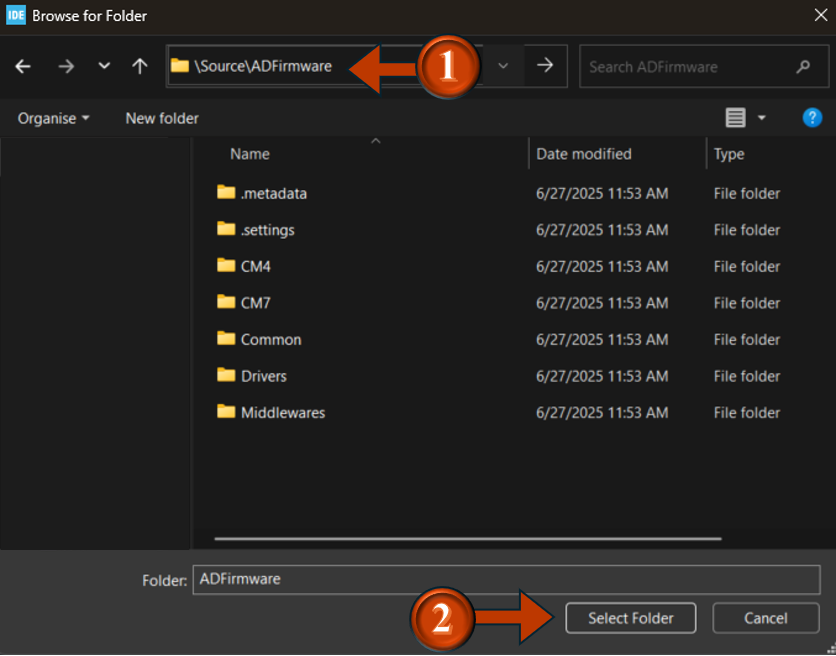 IDE Browse for Folder
\Source\ADFirmware
1
Search ADFirmware
Organise New folder
?
Name Date modified Type
.metadata 6/27/2025 11:53 AM File folder
.settings 6/27/2025 11:53 AM File folder
CM4 6/27/2025 11:53 AM File folder
CM7 6/27/2025 11:53 AM File folder
Common 6/27/2025 11:53 AM File folder
Drivers 6/27/2025 11:53 AM File folder
Middlewares 6/27/2025 11:53 AM File folder
Folder: ADFirmware
2
Select Folder Cancel